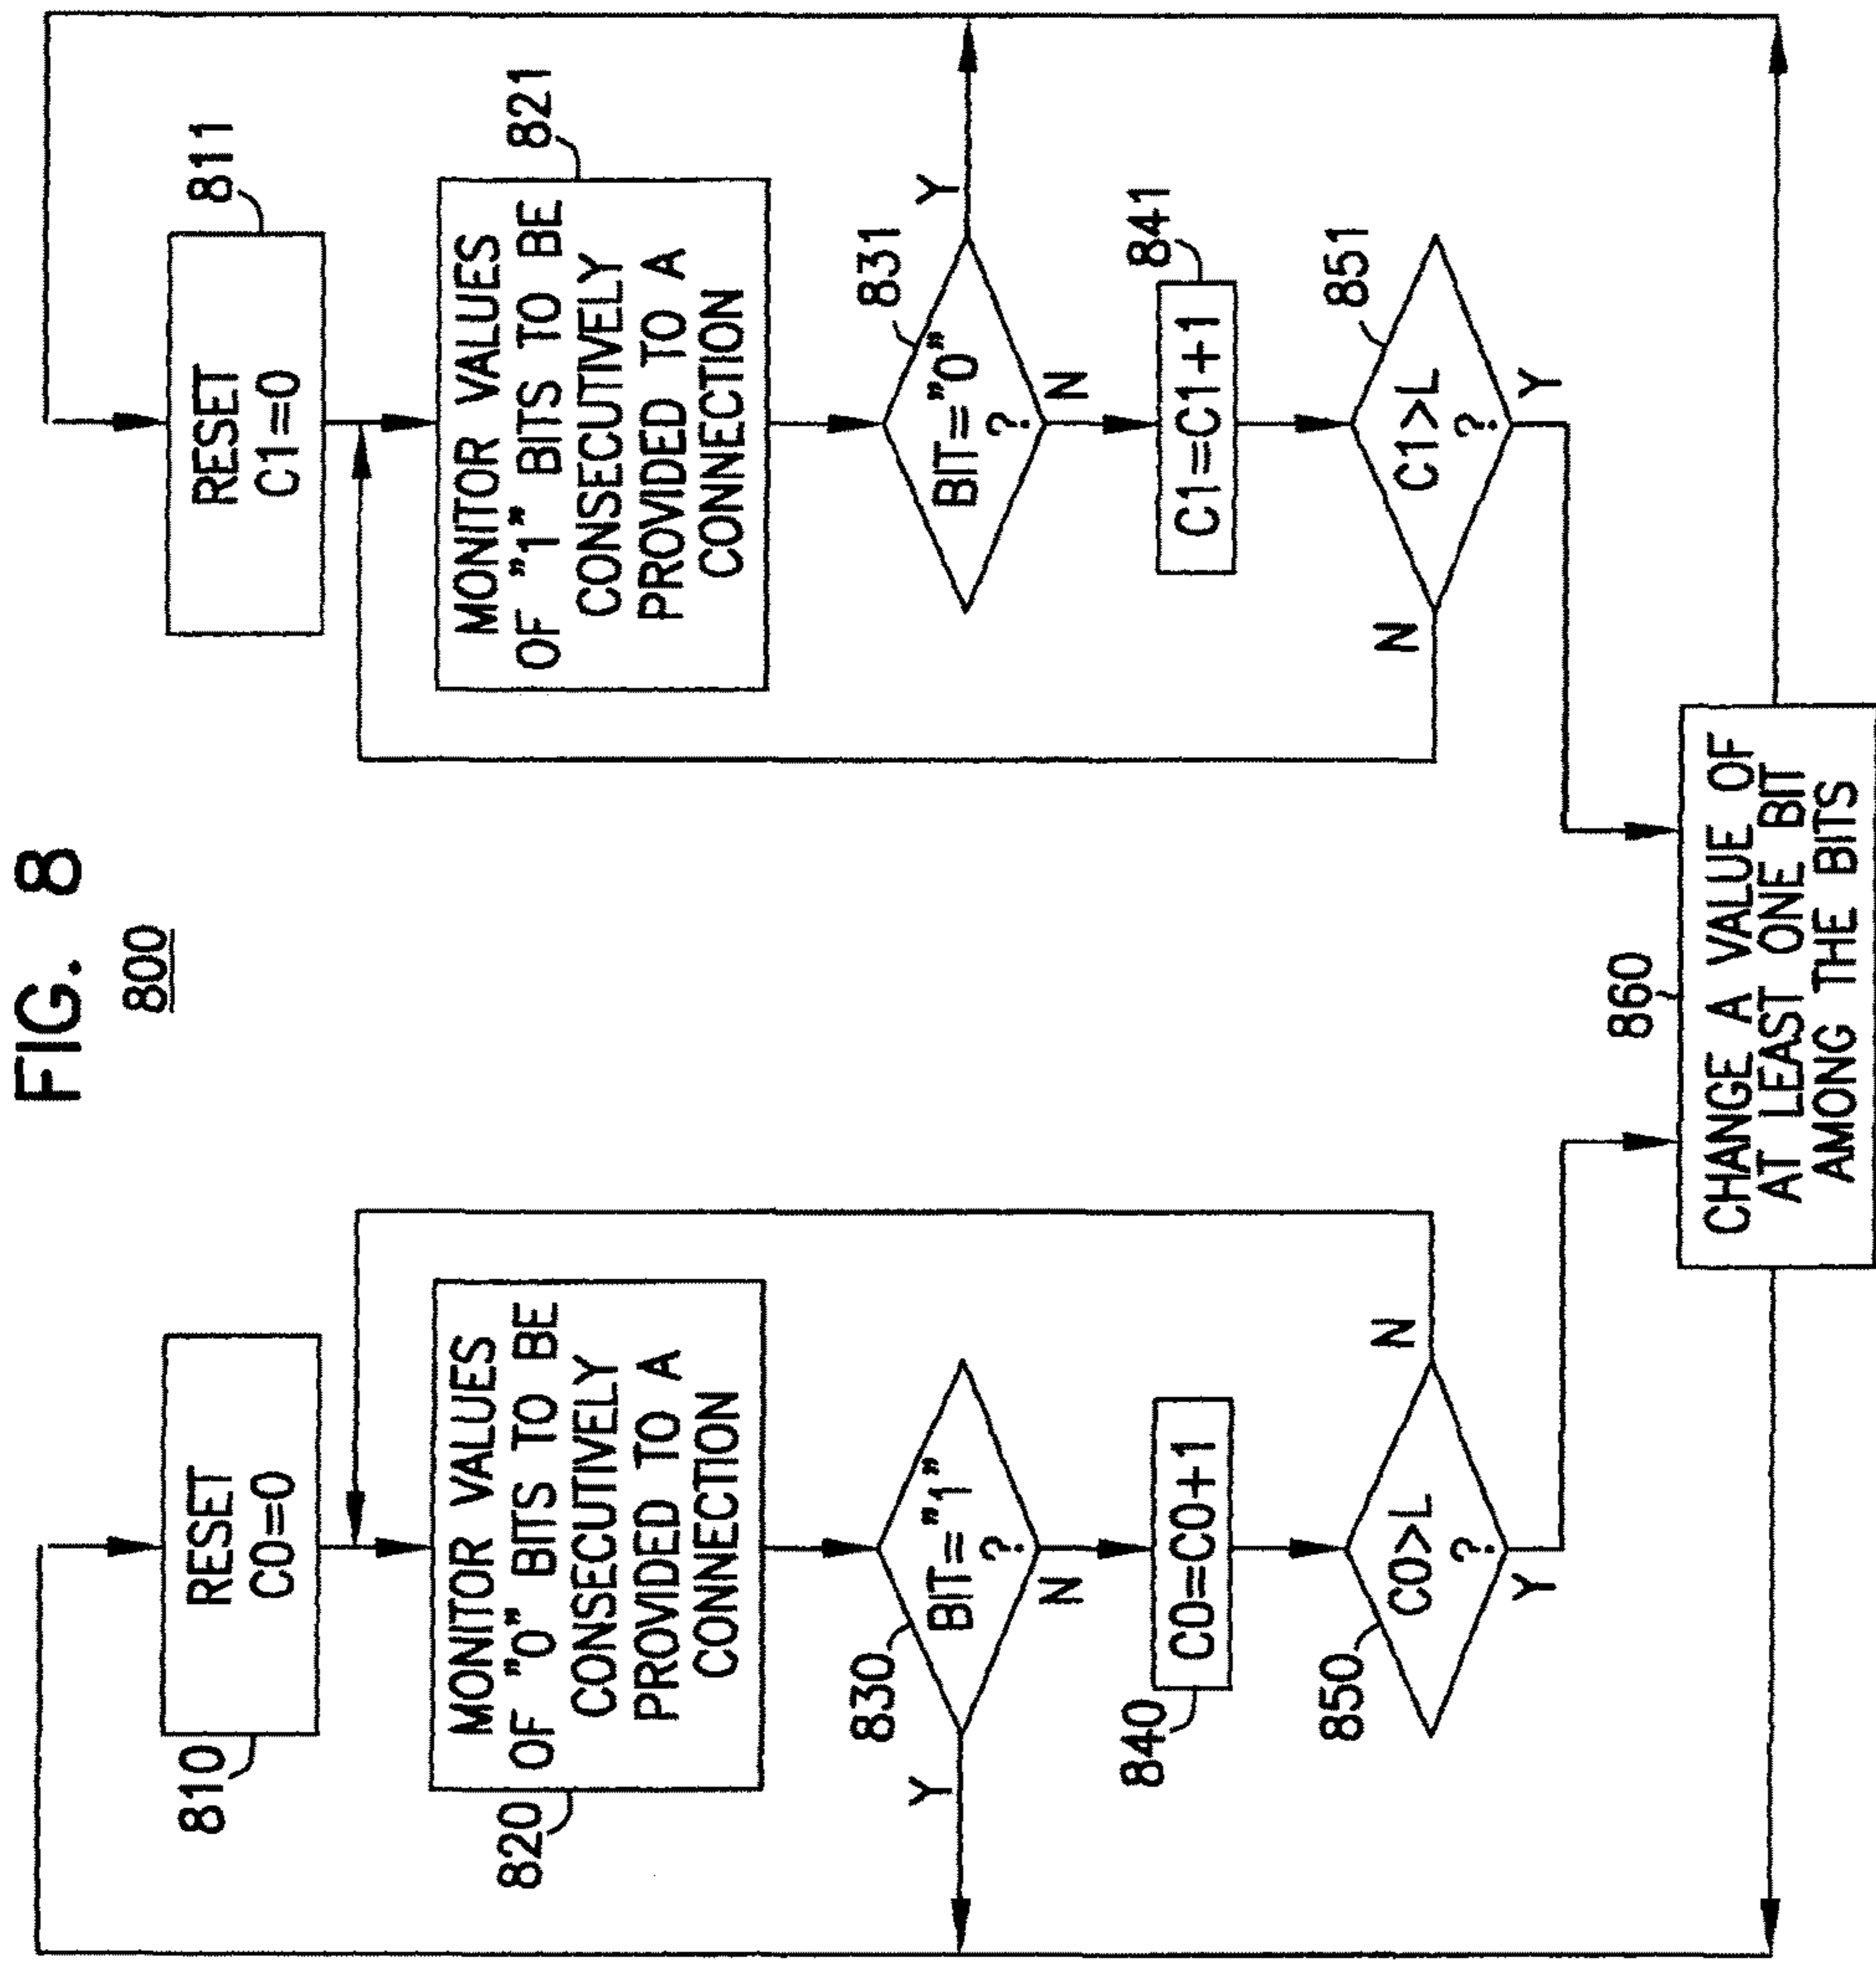 FIG. 8
800
810
RESET
C0=0
820
MONITOR VALUES
OF "0" BITS TO BE
CONSECUTIVELY
PROVIDED TO A
CONNECTION
830
BIT="1"
?
Y
N
840
C0=C0+1
850
C0>L
?
N
Y
811
RESET
C1=0
821
MONITOR VALUES
OF "1" BITS TO BE
CONSECUTIVELY
PROVIDED TO A
CONNECTION
831
BIT="0"
?
Y
N
841
C1=C1+1
851
C1>L
?
N
Y
860
CHANGE A VALUE OF
AT LEAST ONE BIT
AMONG THE BITS